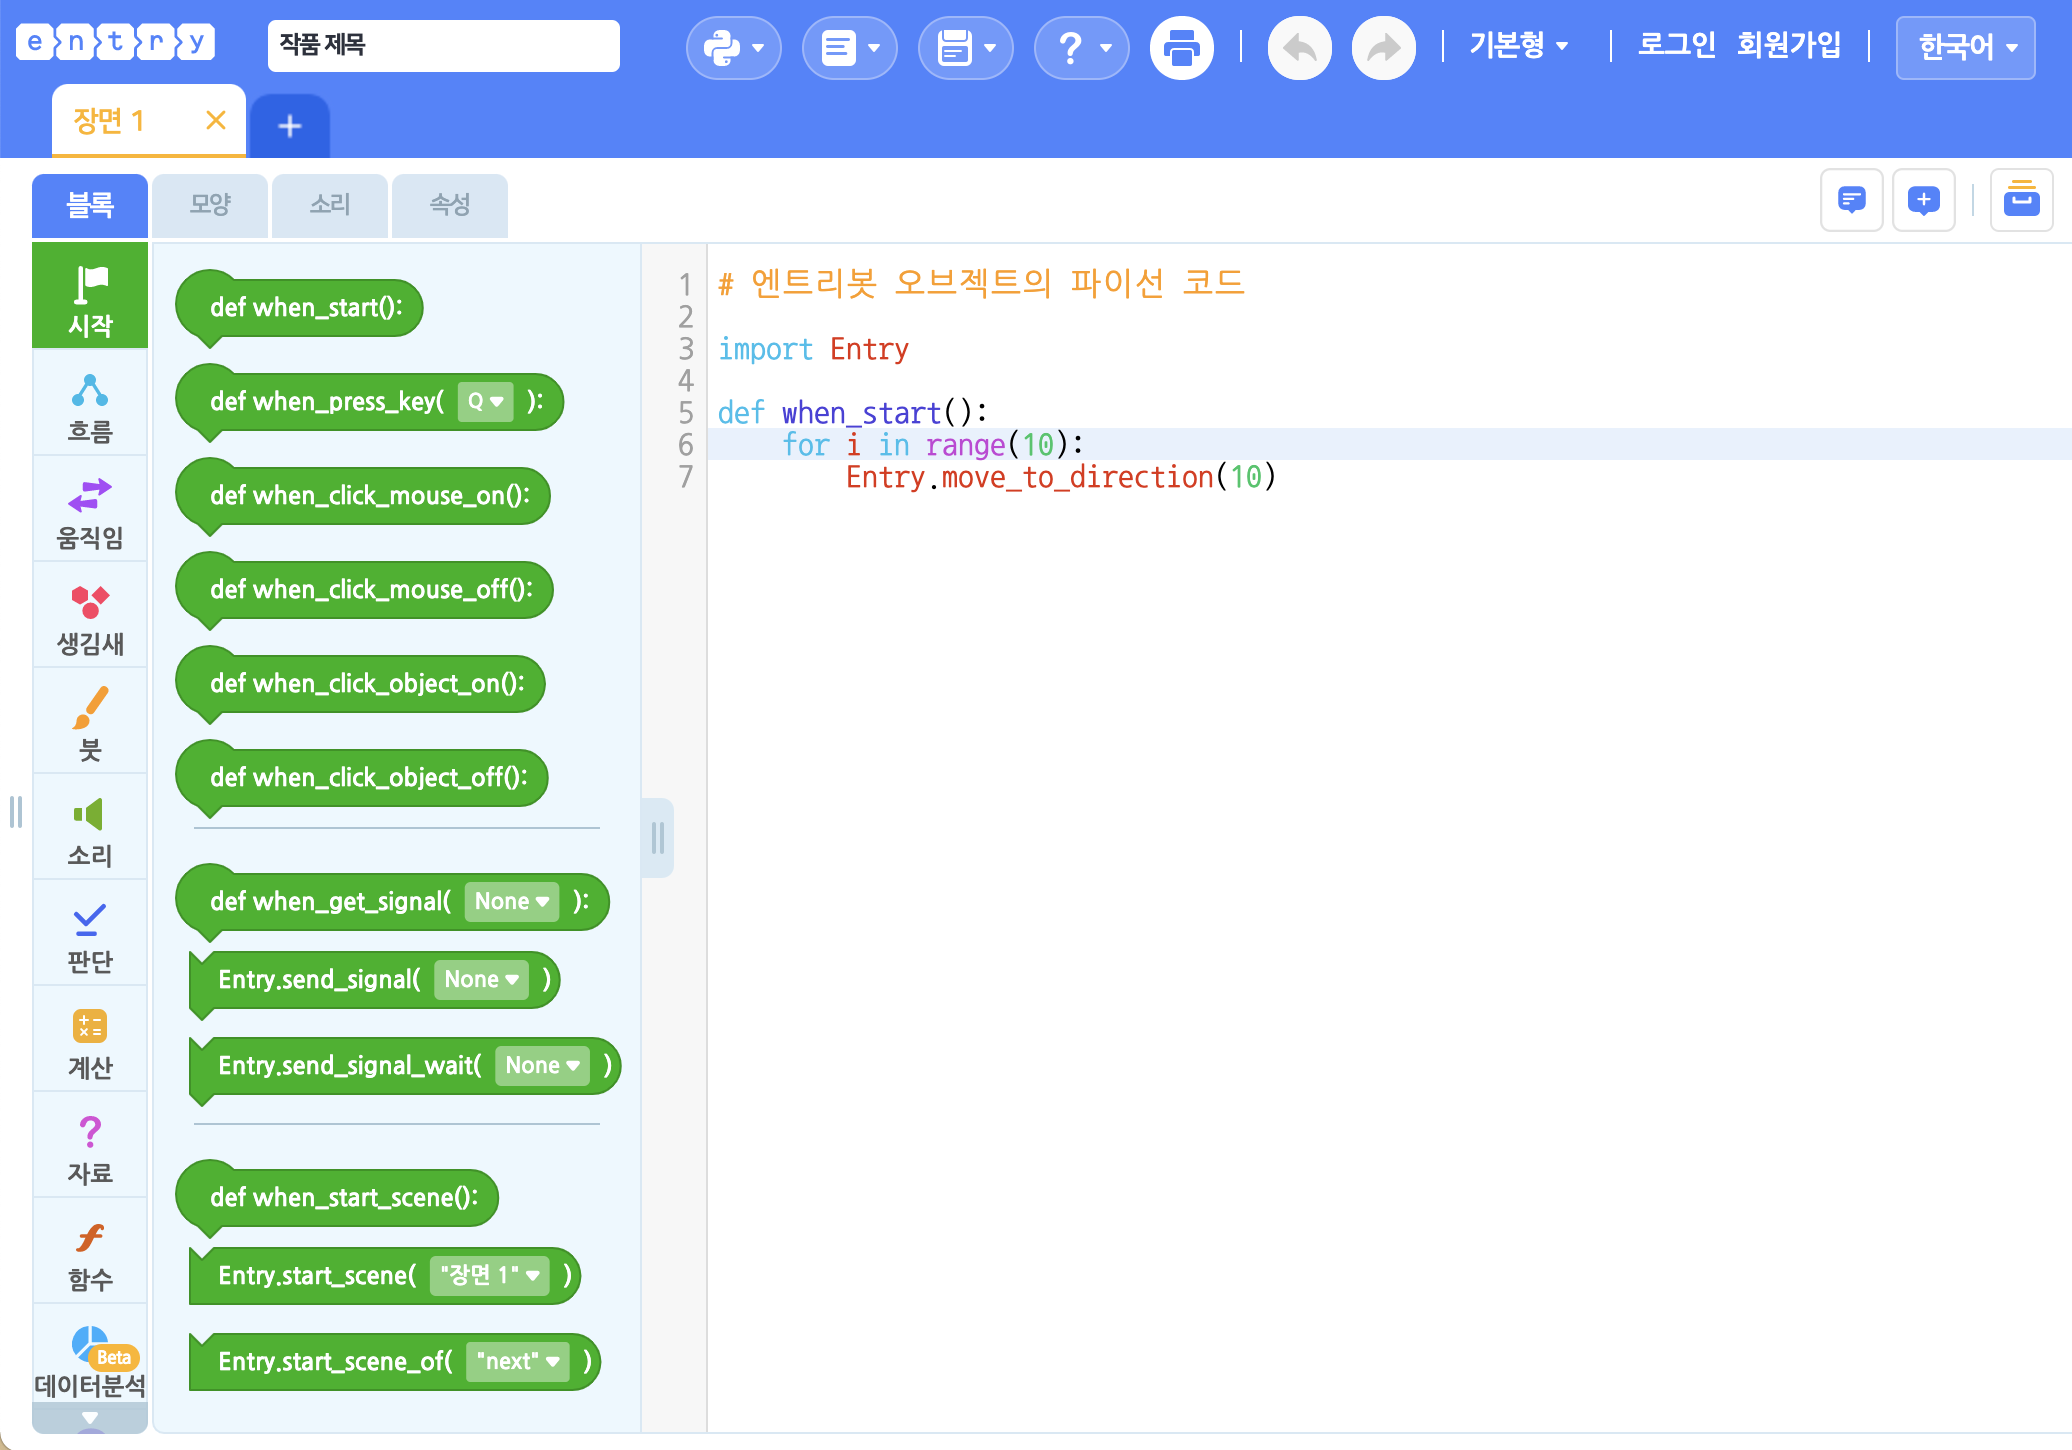 entry
작품 제목
기본형
로그인 회원가입
한국어
장면 1
블록
모양
소리
속성
시작
흐름
움직임
생김새
붓
소리
판단
계산
자료
함수
Beta
데이터분석
def when_start():
def when_press_key( Q ):
def when_click_mouse_on():
def when_click_mouse_off():
def when_click_object_on():
def when_click_object_off():
def when_get_signal( None ):
Entry.send_signal( None )
Entry.send_signal_wait( None )
def when_start_scene():
Entry.start_scene( "장면 1" )
Entry.start_scene_of( "next" )
1 # 엔트리봇 오브젝트의 파이선 코드
2
3 import Entry
4
5 def when_start():
6 for i in range(10):
7 Entry.move_to_direction(10)